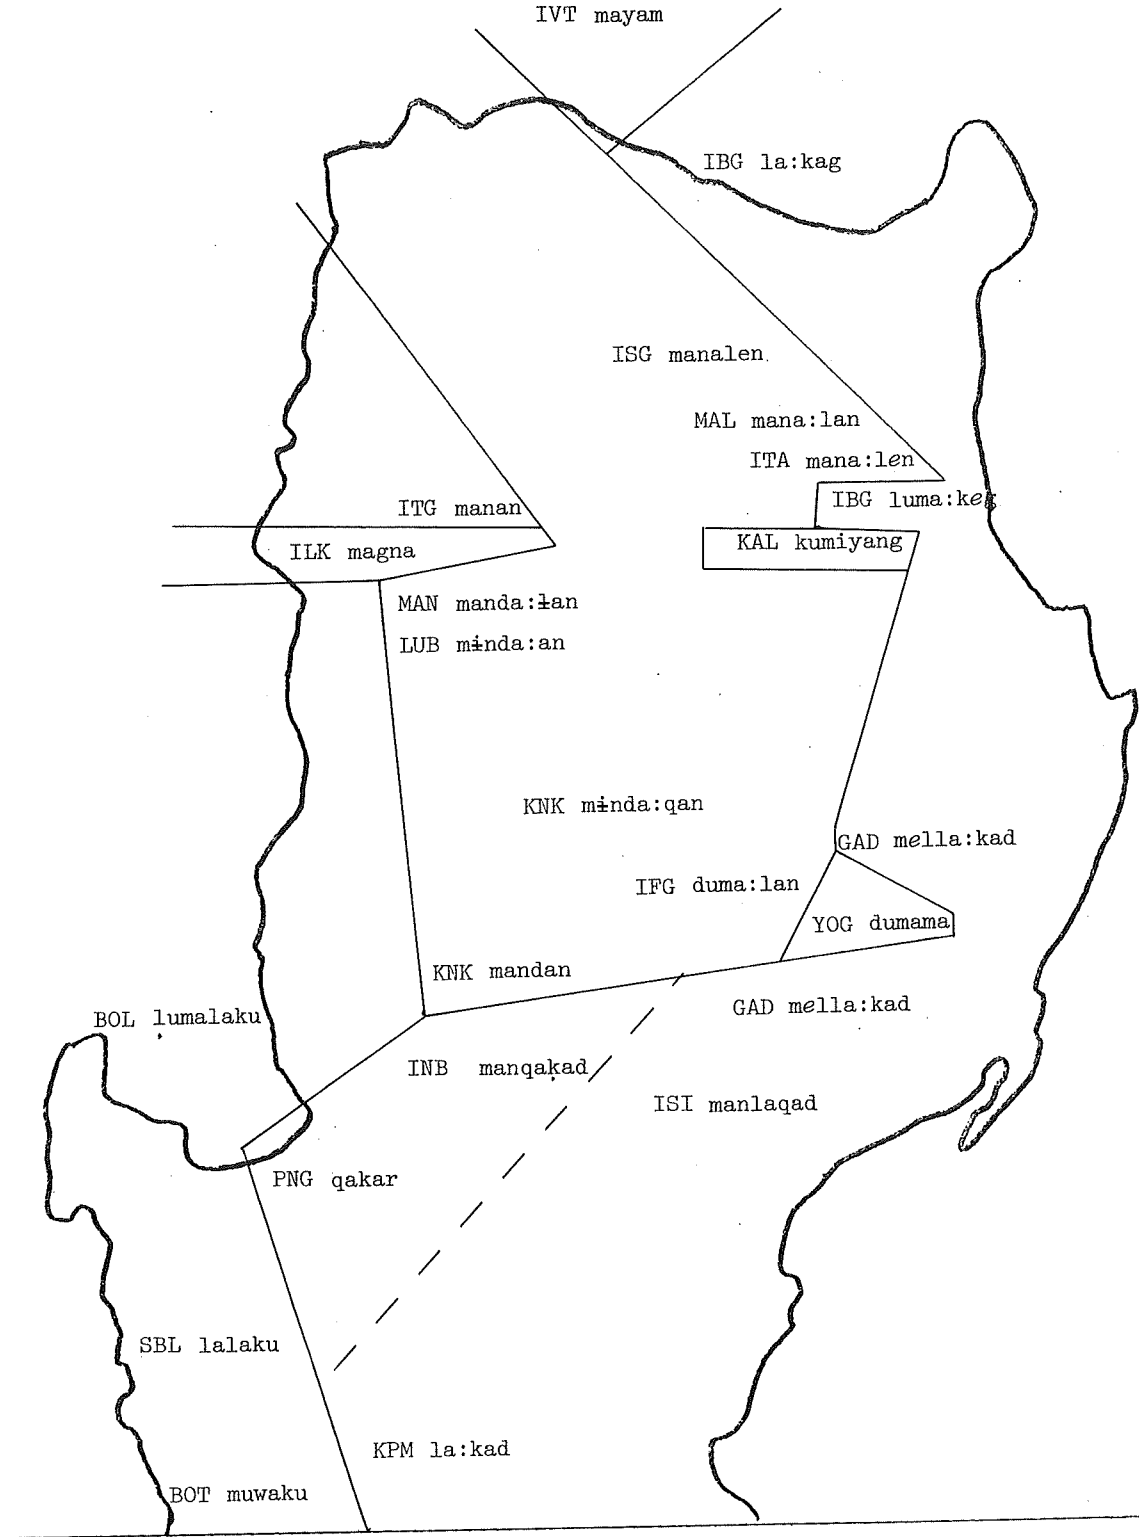 IVT mayam
IBG la:kag
ISG manalen
MAL mana:lan
ITA mana:len
IBG luma:keg
ITG manan
KAL kumiyang
ILK magna
MAN manda:ɨan
LUB mɨnda:an
KNK mɨnda:qan
GAD mella:kad
IFG duma:lan
YOG dumama
KNK mandan
GAD mella:kad
BOL lumalaku
INB manqakad
ISI manlaqad
PNG qakar
SBL lalaku
KPM la:kad
BOT muwaku